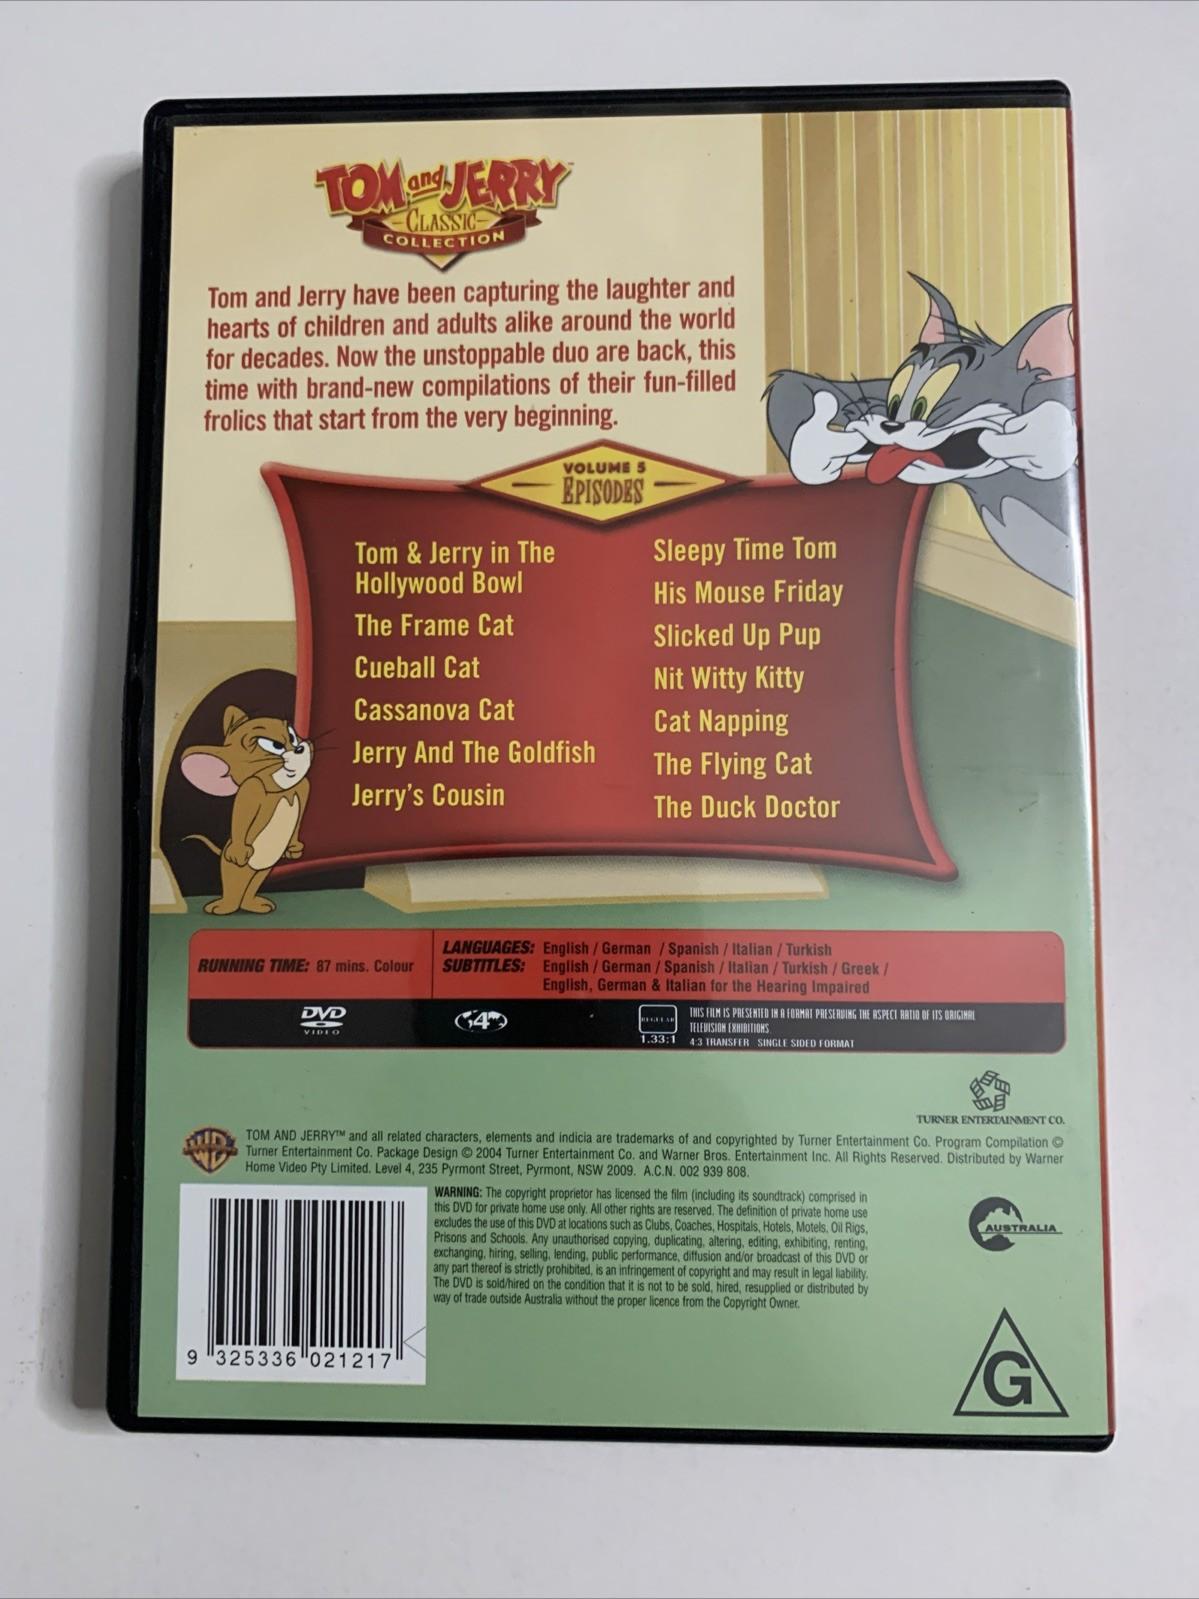 TOM and JERRY™
CLASSIC
COLLECTION
Tom and Jerry have been capturing the laughter and
hearts of children and adults alike around the world
for decades. Now the unstoppable duo are back, this
time with brand-new compilations of their fun-filled
frolics that start from the very beginning.
VOLUME 5
EPISODES
Tom & Jerry in The
Hollywood Bowl
The Frame Cat
Cueball Cat
Cassanova Cat
Jerry And The Goldfish
Jerry's Cousin
Sleepy Time Tom
His Mouse Friday
Slicked Up Pup
Nit Witty Kitty
Cat Napping
The Flying Cat
The Duck Doctor
RUNNING TIME: 87 mins. Colour
LANGUAGES: English / German / Spanish / Italian / Turkish
SUBTITLES: English / German / Spanish / Italian / Turkish / Greek /
English, German & Italian for the Hearing Impaired
DVD
VIDEO
4
REGULAR
1.33:1
THIS FILM IS PRESENTED IN A FORMAT PRESERVING THE ASPECT RATIO OF ITS ORIGINAL
TELEVISION EXHIBITIONS
4:3 TRANSFER SINGLE SIDED FORMAT
TURNER ENTERTAINMENT CO.
WB
TOM AND JERRY™ and all related characters, elements and indicia are trademarks of and copyrighted by Turner Entertainment Co. Program Compilation ©
Turner Entertainment Co. Package Design © 2004 Turner Entertainment Co. and Warner Bros. Entertainment Inc. All Rights Reserved. Distributed by Warner
Home Video Pty Limited. Level 4, 235 Pyrmont Street, Pyrmont, NSW 2009. A.C.N. 002 939 808.
WARNING: The copyright proprietor has licensed the film (including its soundtrack) comprised in
this DVD for private home use only. All other rights are reserved. The definition of private home use
excludes the use of this DVD at locations such as Clubs, Coaches, Hospitals, Hotels, Motels, Oil Rigs,
Prisons and Schools. Any unauthorised copying, duplicating, altering, editing, exhibiting, renting,
exchanging, hiring, selling, lending, public performance, diffusion and/or broadcast of this DVD or
any part thereof is strictly prohibited, is an infringement of copyright and may result in legal liability.
The DVD is sold/hired on the condition that it is not to be sold, hired, resupplied or distributed by
way of trade outside Australia without the proper licence from the Copyright Owner.
AUSTRALIA
9 325336 021217
G